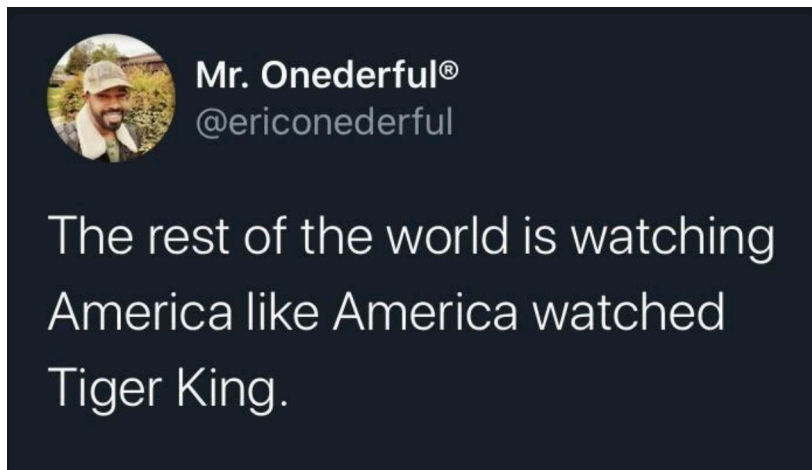 Mr. Onederful®
@ericonederful
The rest of the world is watching
America like America watched
Tiger King.